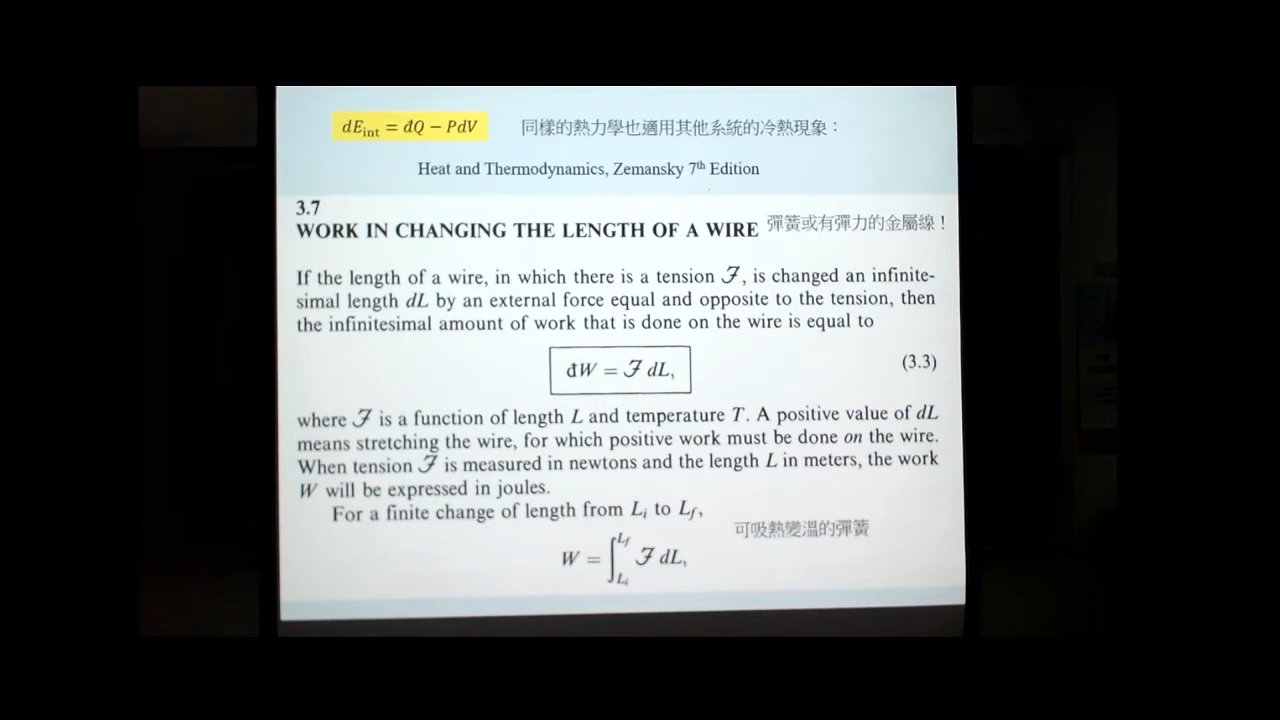 dE_int = đQ − PdV 同樣的熱力學也適用其他系統的冷熱現象：
Heat and Thermodynamics, Zemansky 7th Edition
3.7
WORK IN CHANGING THE LENGTH OF A WIRE 彈簧或有彈力的金屬線！
If the length of a wire, in which there is a tension ℱ, is changed an infinite-
simal length dL by an external force equal and opposite to the tension, then
the infinitesimal amount of work that is done on the wire is equal to
đW = ℱ dL, (3.3)
where ℱ is a function of length L and temperature T. A positive value of dL
means stretching the wire, for which positive work must be done on the wire.
When tension ℱ is measured in newtons and the length L in meters, the work
W will be expressed in joules.
For a finite change of length from L_i to L_f,
可吸熱變溫的彈簧
W = ∫_{L_i}^{L_f} ℱ dL,